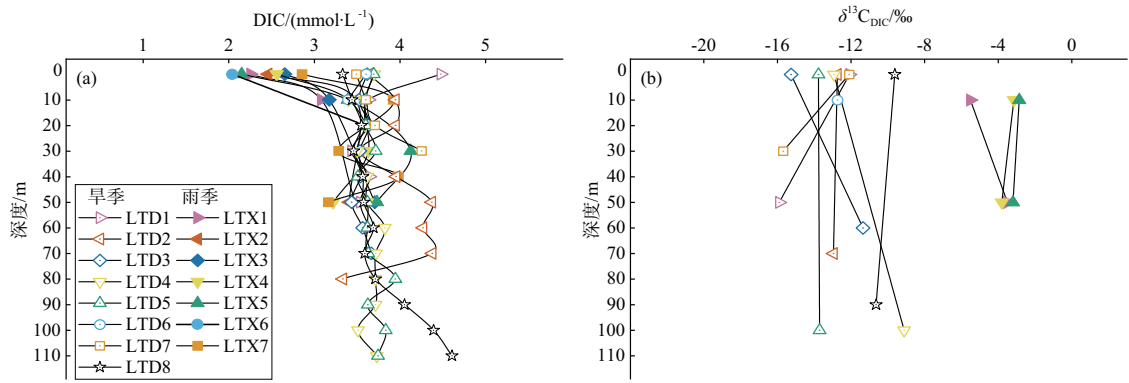 DIC/(mmol·L⁻¹)
1 2 3 4 5
(a)
0
10
20
30
40
50
60
70
80
90
100
110
深度/m
旱季 雨季
LTD1 LTX1
LTD2 LTX2
LTD3 LTX3
LTD4 LTX4
LTD5 LTX5
LTD6 LTX6
LTD7 LTX7
LTD8
δ¹³C_DIC/‰
-20 -16 -12 -8 -4 0
(b)
0
10
20
30
40
50
60
70
80
90
100
110
深度/m